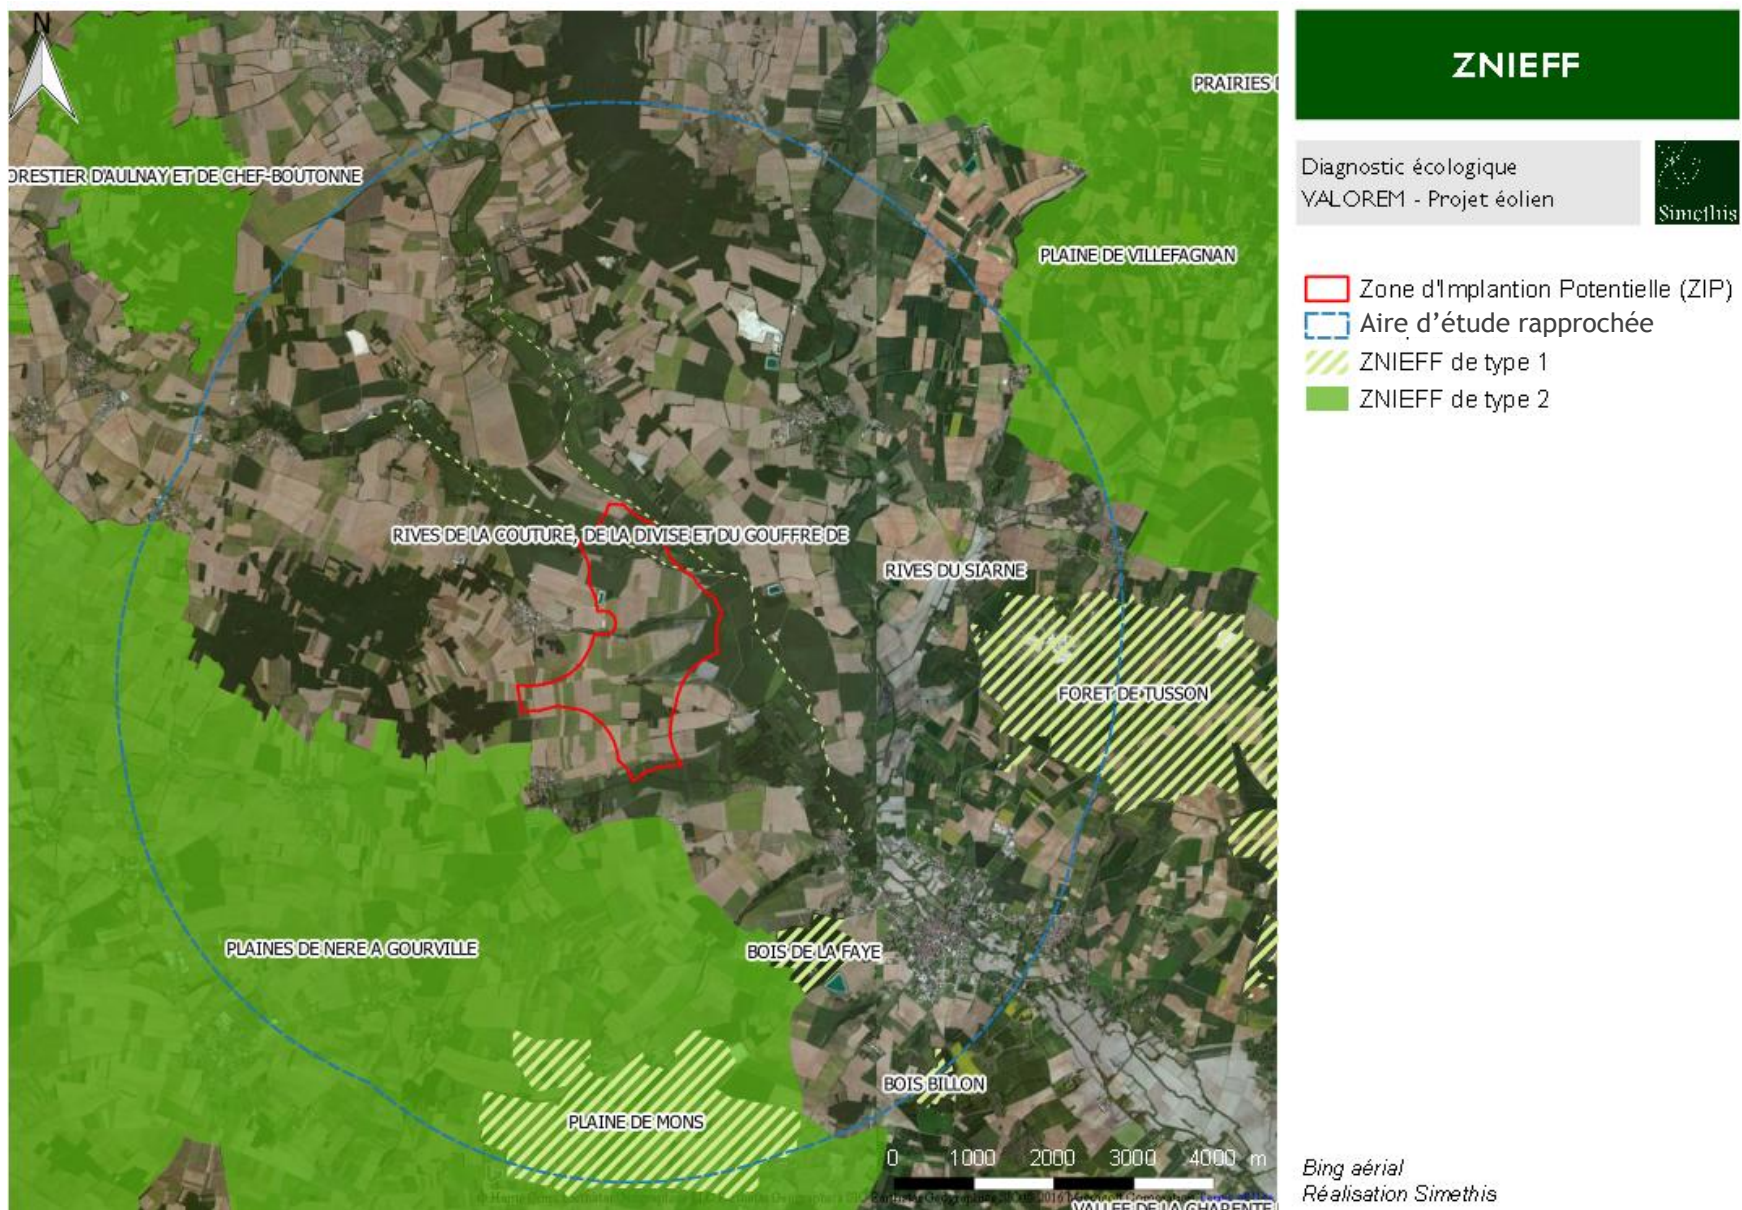 N
ZNIEFF
Diagnostic écologique
VALOREM - Projet éolien
Simethis
Zone d'Implantion Potentielle (ZIP)
Aire d'étude rapprochée
ZNIEFF de type 1
ZNIEFF de type 2
PRAIRIES
ORESTIER D'AULNAY ET DE CHEF-BOUTONNE
PLAINE DE VILLEFAGNAN
RIVES DE LA COUTURE, DE LA DIVISE ET DU GOUFFRE DE
RIVES DU SIARNE
FORET DE TUSSON
PLAINES DE NERE A GOURVILLE
BOIS DE LA FAYE
BOIS BILLON
PLAINE DE MONS
0 1000 2000 3000 4000 m
VALLEE DE LA CHARENTE
Bing aérial
Réalisation Simethis